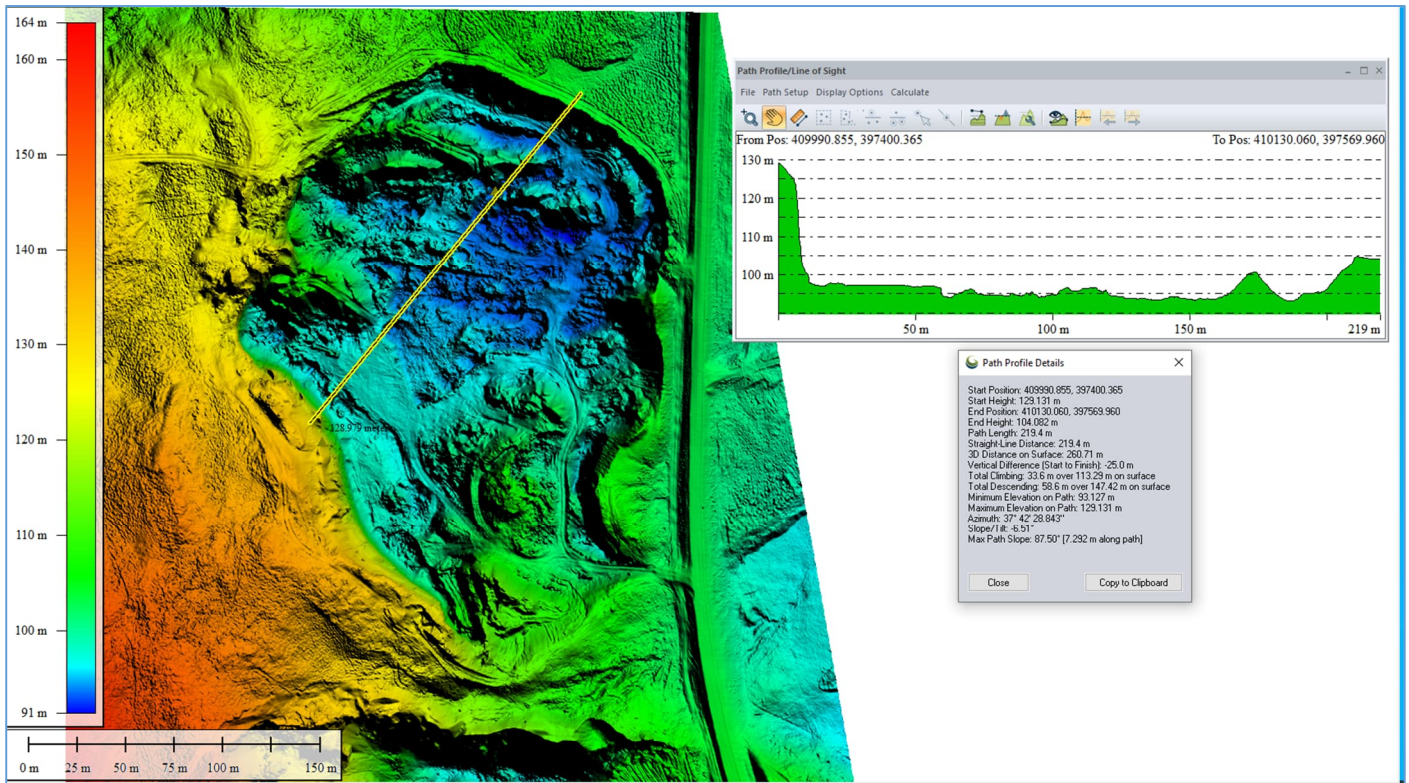 164 m
160 m
150 m
140 m
130 m
120 m
110 m
100 m
91 m
0 m 25 m 50 m 75 m 100 m 150 m
128.979 meters
Path Profile/Line of Sight
File Path Setup Display Options Calculate
From Pos: 409990.855, 397400.365 To Pos: 410130.060, 397569.960
130 m
120 m
110 m
100 m
50 m 100 m 150 m 219 m
Path Profile Details
Start Position: 409990.855, 397400.365
Start Height: 129.131 m
End Position: 410130.060, 397569.960
End Height: 104.082 m
Path Length: 219.4 m
Straight-Line Distance: 219.4 m
3D Distance on Surface: 260.71 m
Vertical Difference (Start to Finish): -25.0 m
Total Climbing: 33.6 m over 113.29 m on surface
Total Descending: 58.6 m over 147.42 m on surface
Minimum Elevation on Path: 93.127 m
Maximum Elevation on Path: 129.131 m
Azimuth: 37° 42' 28.843''
Slope/Tilt: -6.51°
Max Path Slope: 87.50° [7.292 m along path]
Close Copy to Clipboard